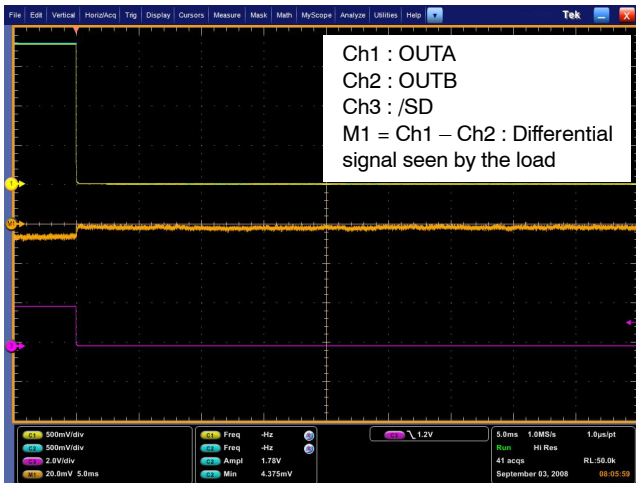 File Edit Vertical Horiz/Acq Trig Display Cursors Measure Mask Math MyScope Analyze Utilities Help Tek X
Ch1 : OUTA
Ch2 : OUTB
Ch3 : /SD
M1 = Ch1 – Ch2 : Differential
signal seen by the load
1
M1
3
C1 500mV/div
C2 500mV/div
C3 2.0V/div
M1 20.0mV 5.0ms
C1 Freq -Hz
C2 Freq -Hz
C2 Ampl 1.78V
C2 Min 4.375mV
C3 1.2V
5.0ms 1.0MS/s 1.0µs/pt
Run Hi Res
41 acqs RL:50.0k
September 03, 2008 08:05:59